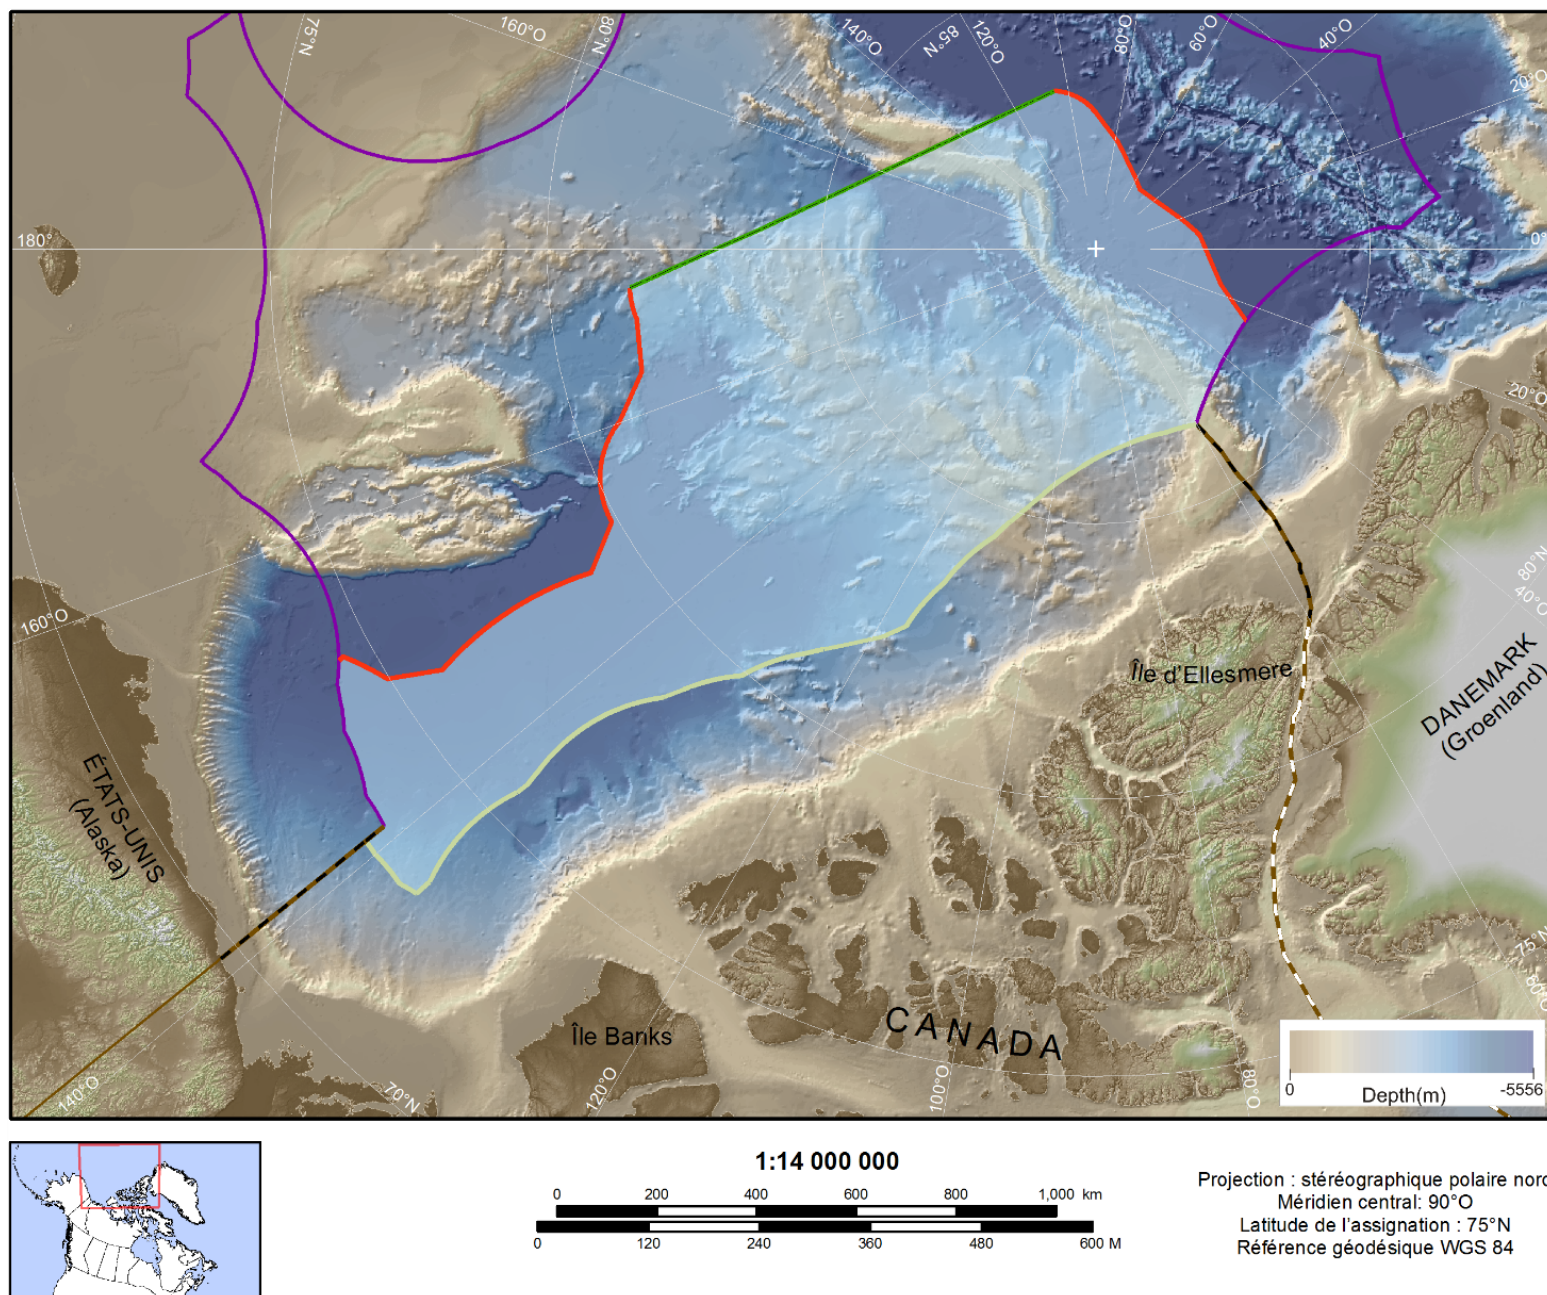 75°N
160°O
80°N
140°O
85°N
120°O
80°O
60°O
40°O
20°O
180°
0°
20°O
80°N
40°O
160°O
ÉTATS-UNIS
(Alaska)
Île d'Ellesmere
DANEMARK
(Groenland)
75°N
60°O
Île Banks
CANADA
140°O
70°N
120°O
100°O
80°O
0
-5556
Depth(m)
1:14 000 000
0 200 400 600 800 1,000 km
0 120 240 360 480 600 M
Projection : stéréographique polaire nord
Méridien central: 90°O
Latitude de l'assignation : 75°N
Référence géodésique WGS 84